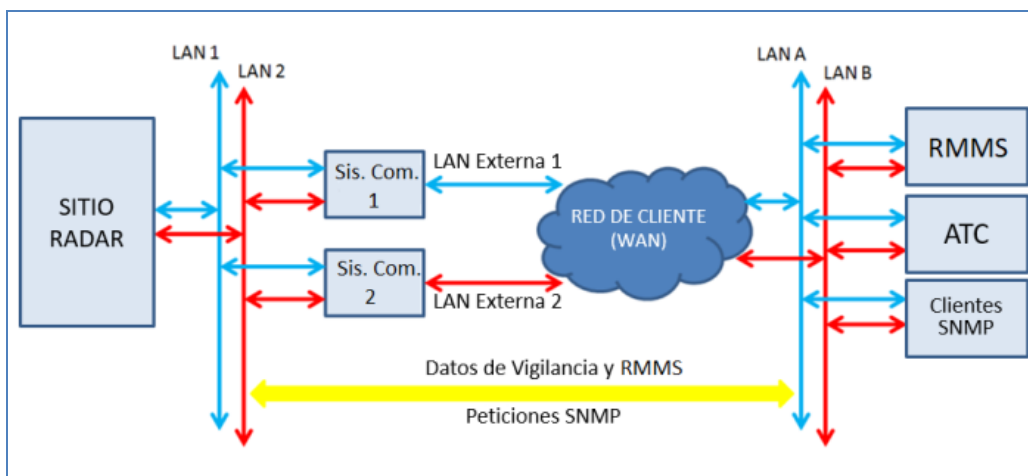 LAN 1
LAN 2
SITIO
RADAR
Sis. Com.
1
Sis. Com.
2
LAN Externa 1
LAN Externa 2
RED DE CLIENTE
(WAN)
LAN A
LAN B
RMMS
ATC
Clientes
SNMP
Datos de Vigilancia y RMMS
Peticiones SNMP